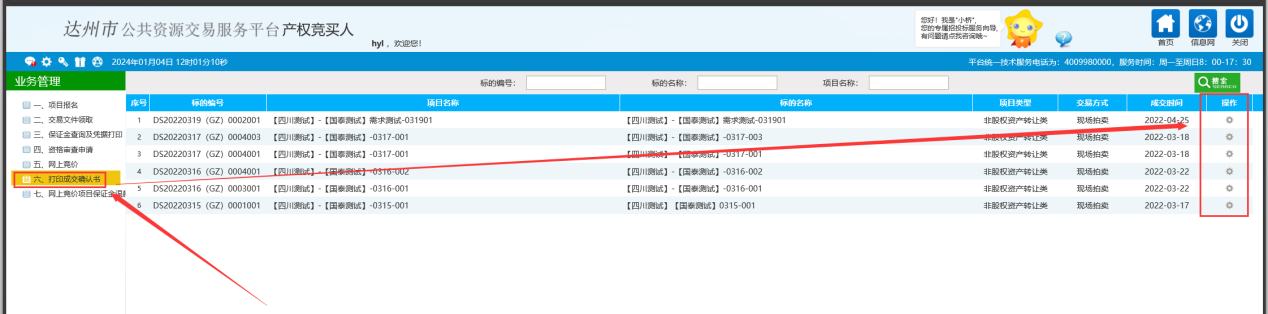 达州市公共资源交易服务平台产权竞买人
hyl ，欢迎您!
您好！我是“小桥”，
您的专属招投标服务向导,
有问题请点我咨询哦~
首页 信息网 关闭
2024年01月04日 12时01分10秒
平台统一技术服务电话为：4009980000，服务时间：周一至周日8：00-17：30
业务管理
标的编号： 标的名称： 项目名称： 搜索 SEARCH
一、项目报名
二、交易文件领取
三、保证金查询及凭据打印
四、资格审查申请
五、网上竞价
六、打印成交确认书
七、网上竞价项目保证金退
序号 标的编号 项目名称 标的名称 项目类型 交易方式 成交时间 操作
1 DS20220319（GZ）0002001 【四川测试】-【国泰测试】需求测试-031901 【四川测试】-【国泰测试】需求测试-031901 非股权资产转让类 现场拍卖 2022-04-25
2 DS20220317（GZ）0004003 【四川测试】-【国泰测试】-0317-001 【四川测试】-【国泰测试】-0317-003 非股权资产转让类 现场拍卖 2022-03-18
3 DS20220317（GZ）0004001 【四川测试】-【国泰测试】-0317-001 【四川测试】-【国泰测试】-0317-001 非股权资产转让类 现场拍卖 2022-03-18
4 DS20220316（GZ）0004001 【四川测试】-【国泰测试】-0316-002 【四川测试】-【国泰测试】-0316-002 非股权资产转让类 现场拍卖 2022-03-22
5 DS20220316（GZ）0003001 【四川测试】-【国泰测试】-0316-001 【四川测试】-【国泰测试】-0316-001 非股权资产转让类 现场拍卖 2022-03-22
6 DS20220315（GZ）0001001 【四川测试】-【国泰测试】-0315-001 【四川测试】【国泰测试】0315-001 非股权资产转让类 现场拍卖 2022-03-17